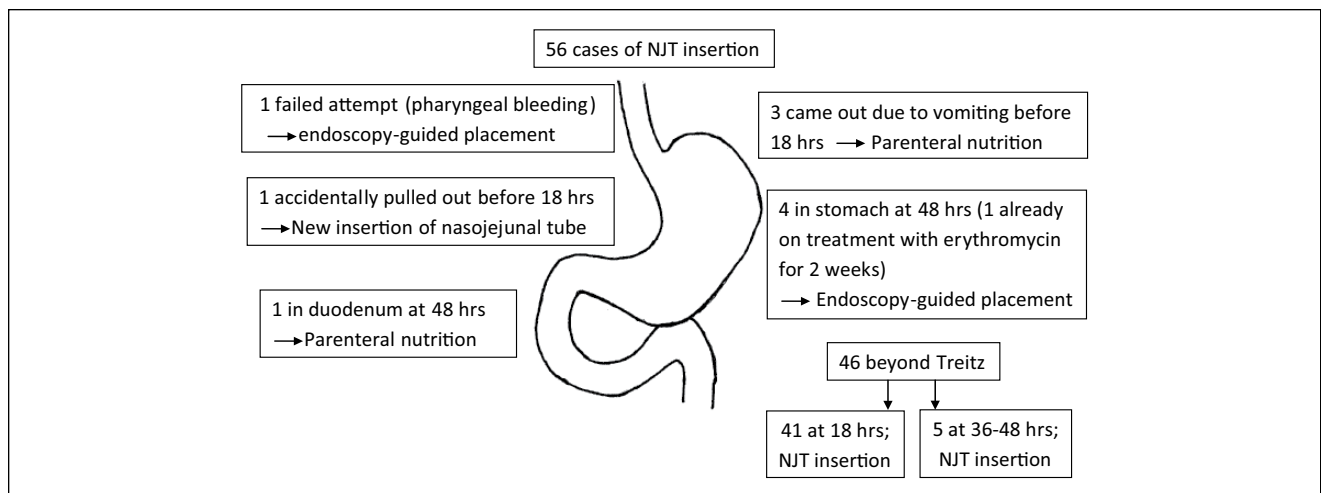 56 cases of NJT insertion
1 failed attempt (pharyngeal bleeding)
→endoscopy-guided placement
3 came out due to vomiting before
18 hrs → Parenteral nutrition
1 accidentally pulled out before 18 hrs
→New insertion of nasojejunal tube
4 in stomach at 48 hrs (1 already
on treatment with erythromycin
for 2 weeks)
→ Endoscopy-guided placement
1 in duodenum at 48 hrs
→Parenteral nutrition
46 beyond Treitz
41 at 18 hrs;
NJT insertion
5 at 36-48 hrs;
NJT insertion